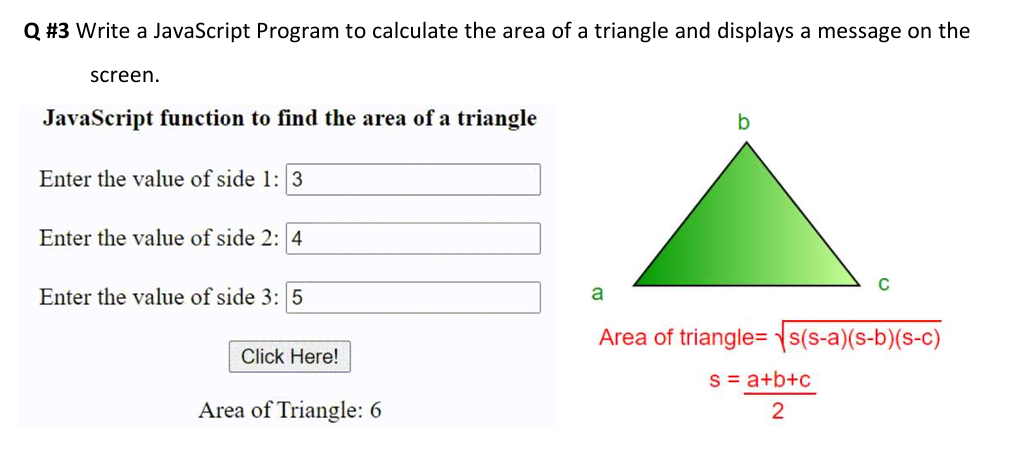 Q #3 Write a JavaScript Program to calculate the area of a triangle and displays a message on the
screen.
JavaScript function to find the area of a triangle
Enter the value of side 1: 3
Enter the value of side 2: 4
Enter the value of side 3: 5
Click Here!
Area of Triangle: 6
b
a
c
Area of triangle= √s(s-a)(s-b)(s-c)
s = a+b+c
2